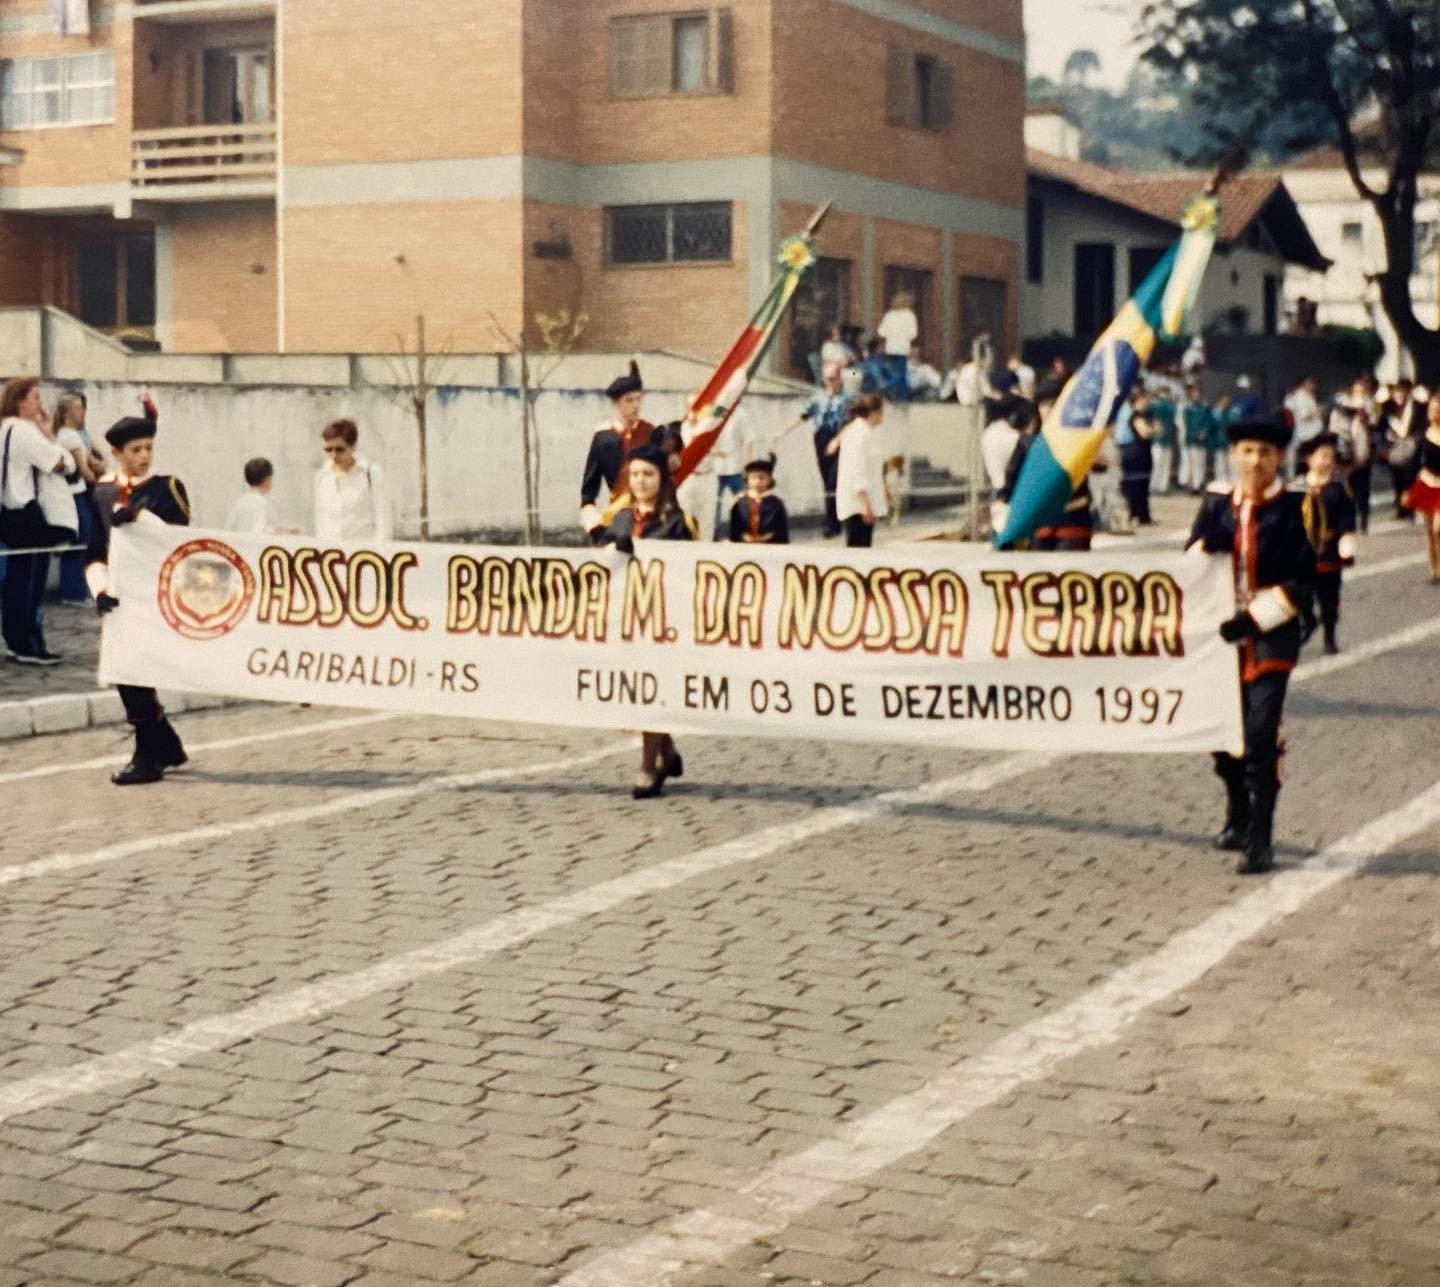 ASSOC. BANDA M. DA NOSSA TERRA
GARIBALDI - RS FUND. EM 03 DE DEZEMBRO 1997